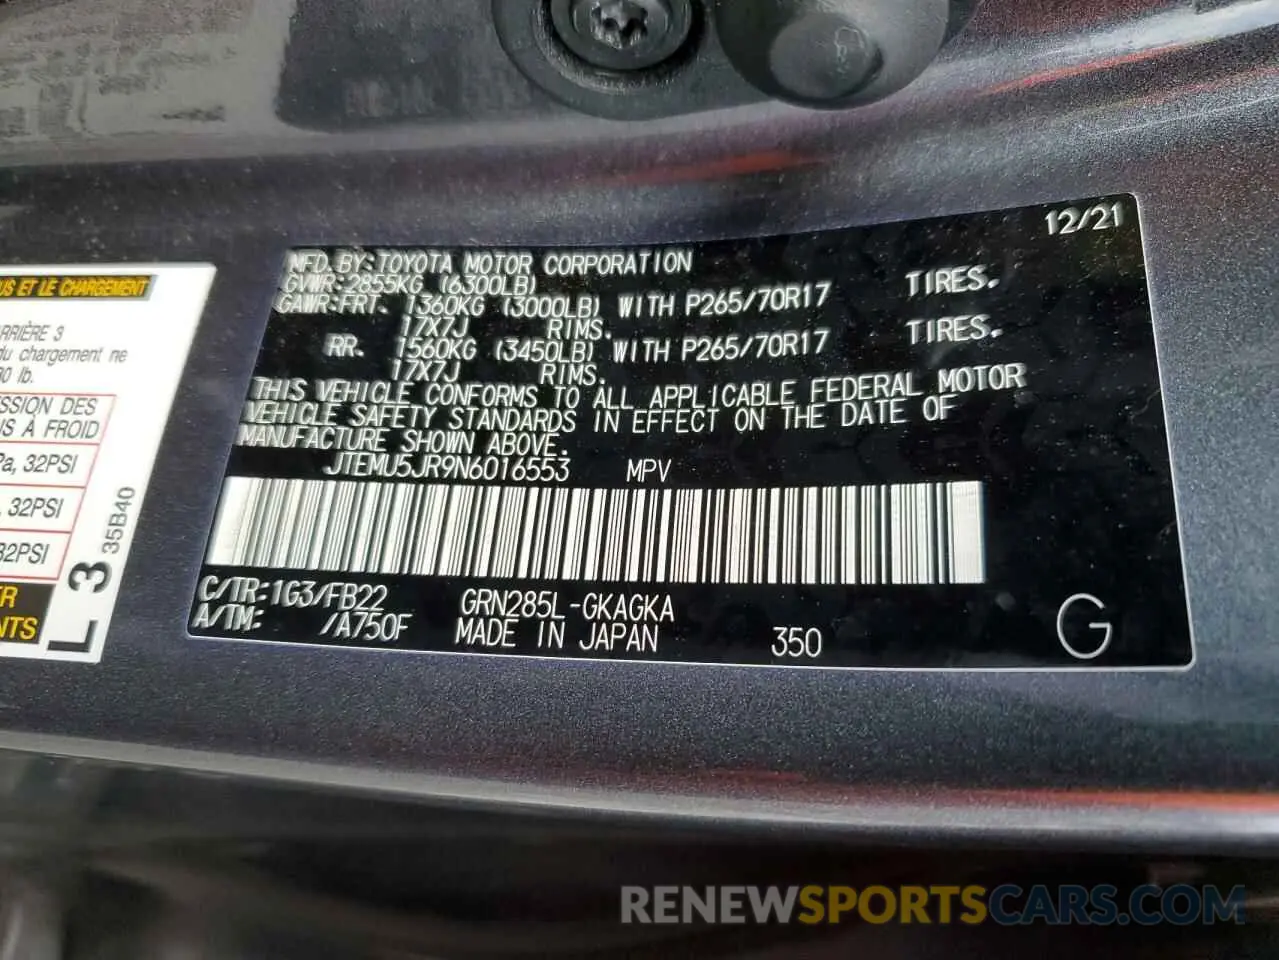 12/21
MFD.BY:TOYOTA MOTOR CORPORATION
GVWR:2855KG (6300LB)
GAWR:FRT. 1360KG (3000LB) WITH P265/70R17 TIRES.
17X7J RIMS.
RR. 1560KG (3450LB) WITH P265/70R17 TIRES.
17X7J RIMS.
THIS VEHICLE CONFORMS TO ALL APPLICABLE FEDERAL MOTOR
VEHICLE SAFETY STANDARDS IN EFFECT ON THE DATE OF
MANUFACTURE SHOWN ABOVE.
JTEMU5JR9N6016553 MPV
C/TR:1G3/FB22 GRN285L-GKAGKA
A/TM: /A750F MADE IN JAPAN 350 G
US ET LE CHARGEMENT
ARRIÈRE 3
du chargement ne
lb.
SSION DES
S À FROID
Pa, 32PSI
, 32PSI
32PSI
ER
NTS
L 3
35B40
RENEWSPORTSCARS.COM